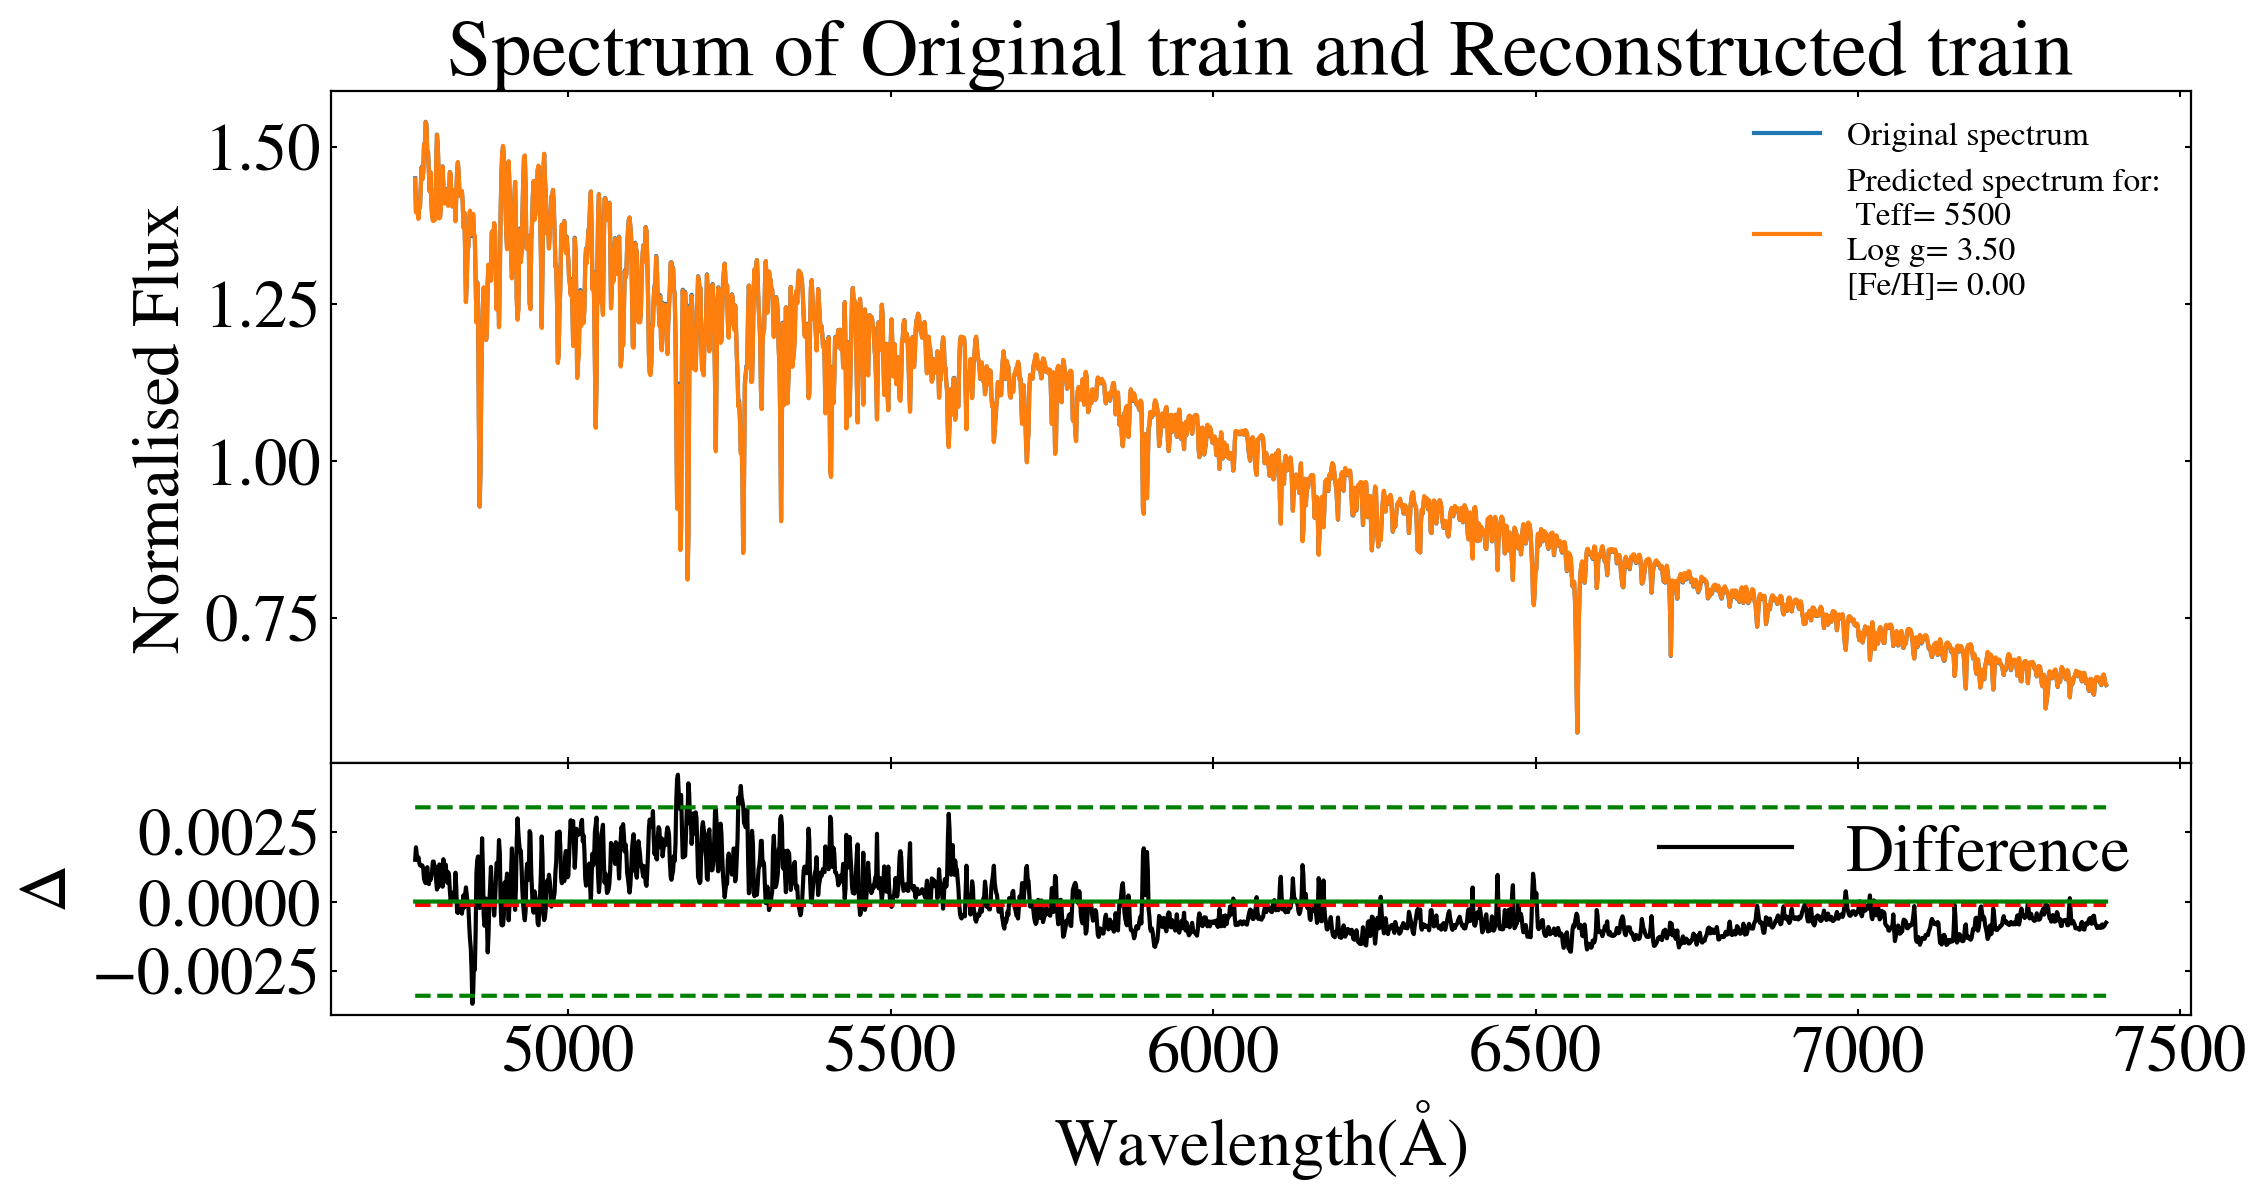 Spectrum of Original train and Reconstructed train
Normalised Flux
1.50
1.25
1.00
0.75
Original spectrum
Predicted spectrum for:
Teff= 5500
Log g= 3.50
[Fe/H]= 0.00
Δ
0.0025
0.0000
−0.0025
Difference
5000 5500 6000 6500 7000 7500
Wavelength(Å)